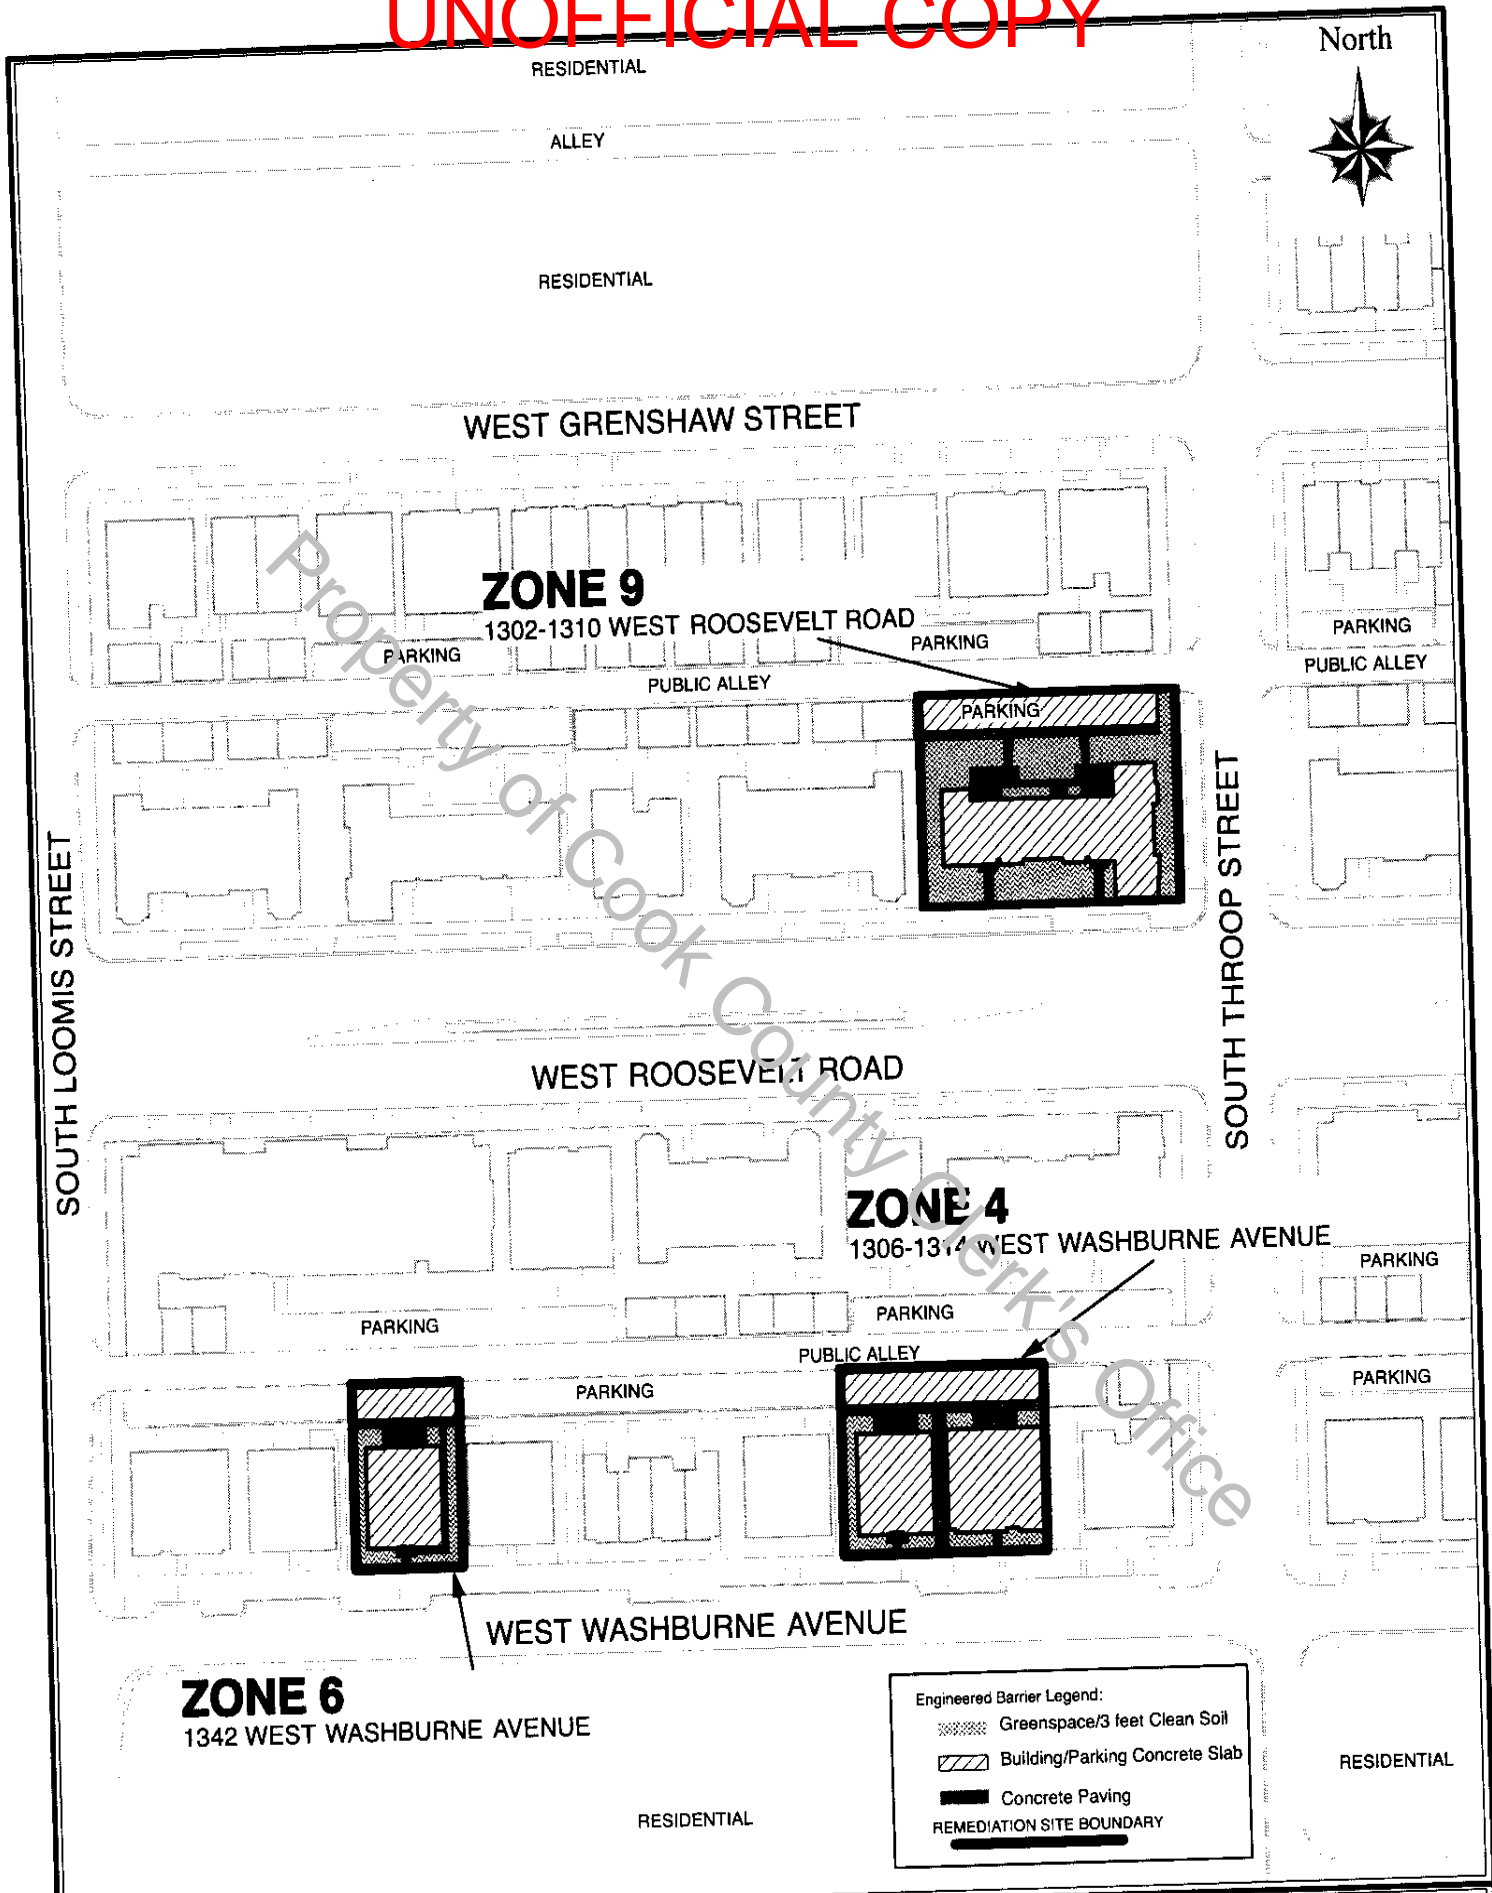 UNOFFICIAL COPY
North
RESIDENTIAL
ALLEY
RESIDENTIAL
WEST GRENSHAW STREET
ZONE 9
1302-1310 WEST ROOSEVELT ROAD
PARKING
PARKING
PARKING
PUBLIC ALLEY
PUBLIC ALLEY
PARKING
SOUTH LOOMIS STREET
SOUTH THROOP STREET
WEST ROOSEVELT ROAD
ZONE 4
1306-1314 WEST WASHBURNE AVENUE
PARKING
PARKING
PARKING
PUBLIC ALLEY
PARKING
PARKING
WEST WASHBURNE AVENUE
ZONE 6
1342 WEST WASHBURNE AVENUE
Engineered Barrier Legend:
Greenspace/3 feet Clean Soil
Building/Parking Concrete Slab
Concrete Paving
REMEDIATION SITE BOUNDARY
RESIDENTIAL
RESIDENTIAL
Property of Cook County Clerk's Office